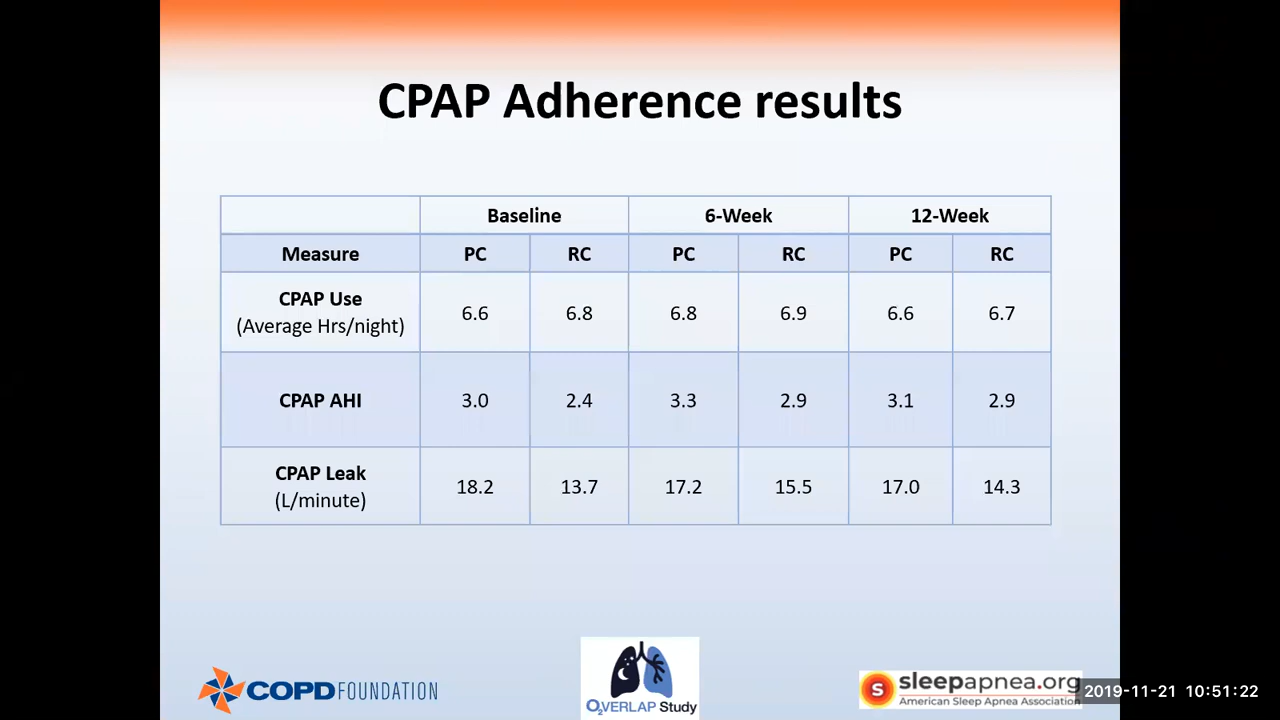 CPAP Adherence results
Baseline 6-Week 12-Week
Measure PC RC PC RC PC RC
CPAP Use
(Average Hrs/night) 6.6 6.8 6.8 6.9 6.6 6.7
CPAP AHI 3.0 2.4 3.3 2.9 3.1 2.9
CPAP Leak
(L/minute) 18.2 13.7 17.2 15.5 17.0 14.3
COPD FOUNDATION
O₂VERLAP Study
S sleepapnea.org
American Sleep Apnea Association
2019-11-21 10:51:22